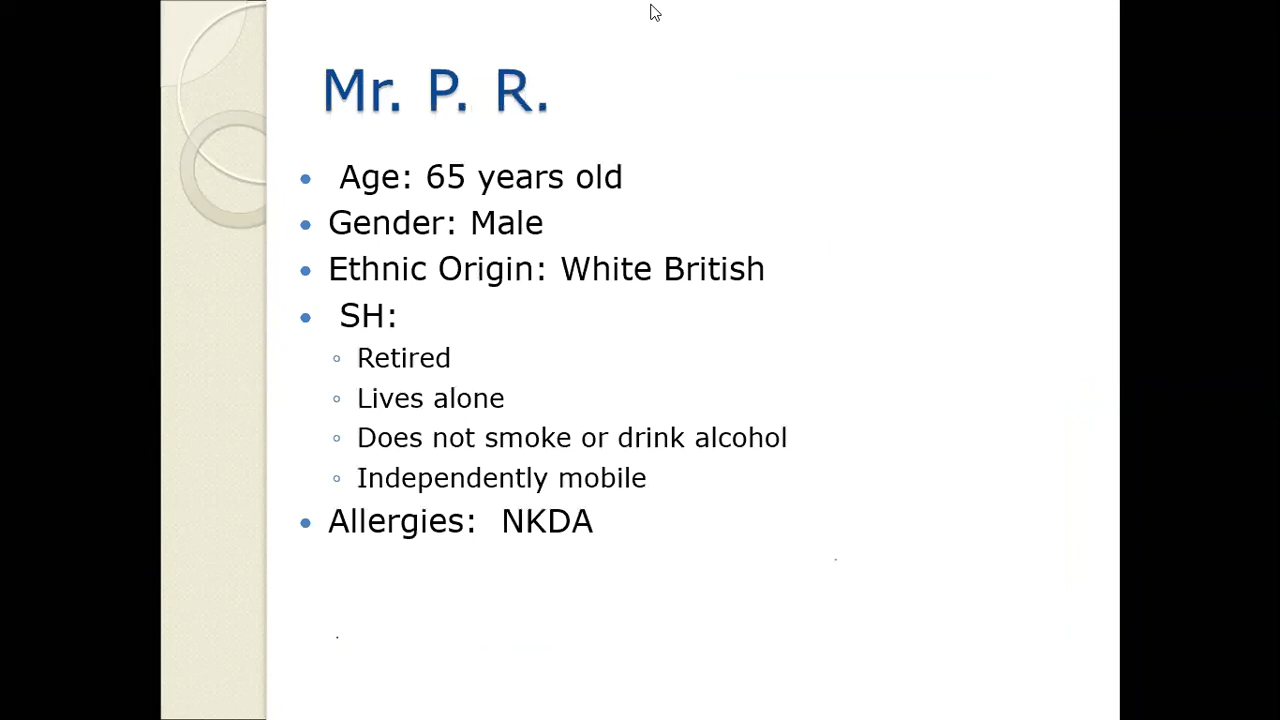 Mr. P. R.
• Age: 65 years old
• Gender: Male
• Ethnic Origin: White British
• SH:
◦ Retired
◦ Lives alone
◦ Does not smoke or drink alcohol
◦ Independently mobile
• Allergies: NKDA